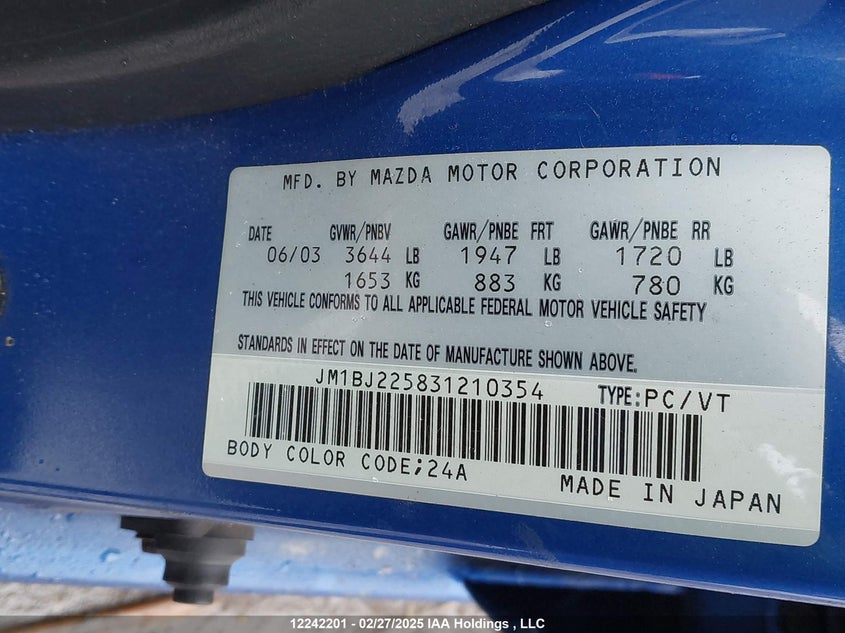 MFD. BY MAZDA MOTOR CORPORATION
DATE GVWR/PNBV GAWR/PNBE FRT GAWR/PNBE RR
06/03 3644 LB 1947 LB 1720 LB
1653 KG 883 KG 780 KG
THIS VEHICLE CONFORMS TO ALL APPLICABLE FEDERAL MOTOR VEHICLE SAFETY
STANDARDS IN EFFECT ON THE DATE OF MANUFACTURE SHOWN ABOVE.
JM1BJ225831210354 TYPE:PC/VT
BODY COLOR CODE;24A
MADE IN JAPAN
12242201 - 02/27/2025 IAA Holdings , LLC